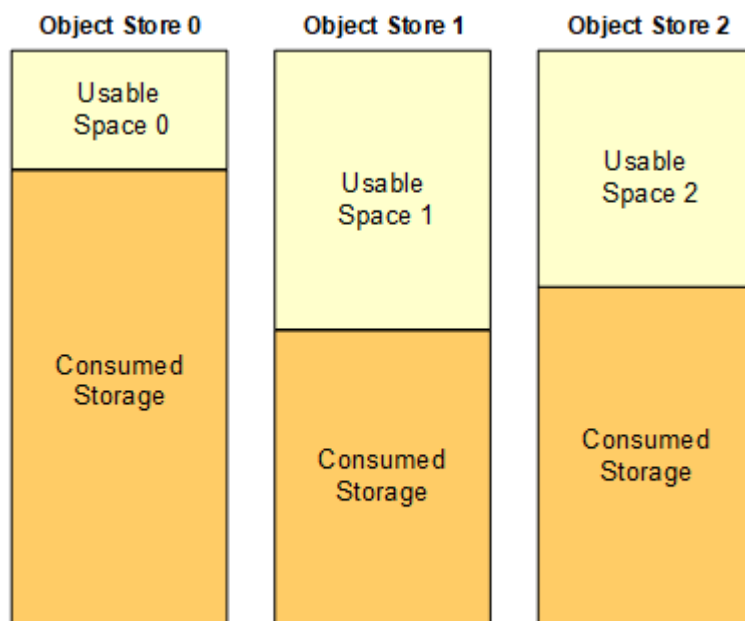 Object Store 0
Object Store 1
Object Store 2
Usable
Space 0
Usable
Space 1
Usable
Space 2
Consumed
Storage
Consumed
Storage
Consumed
Storage